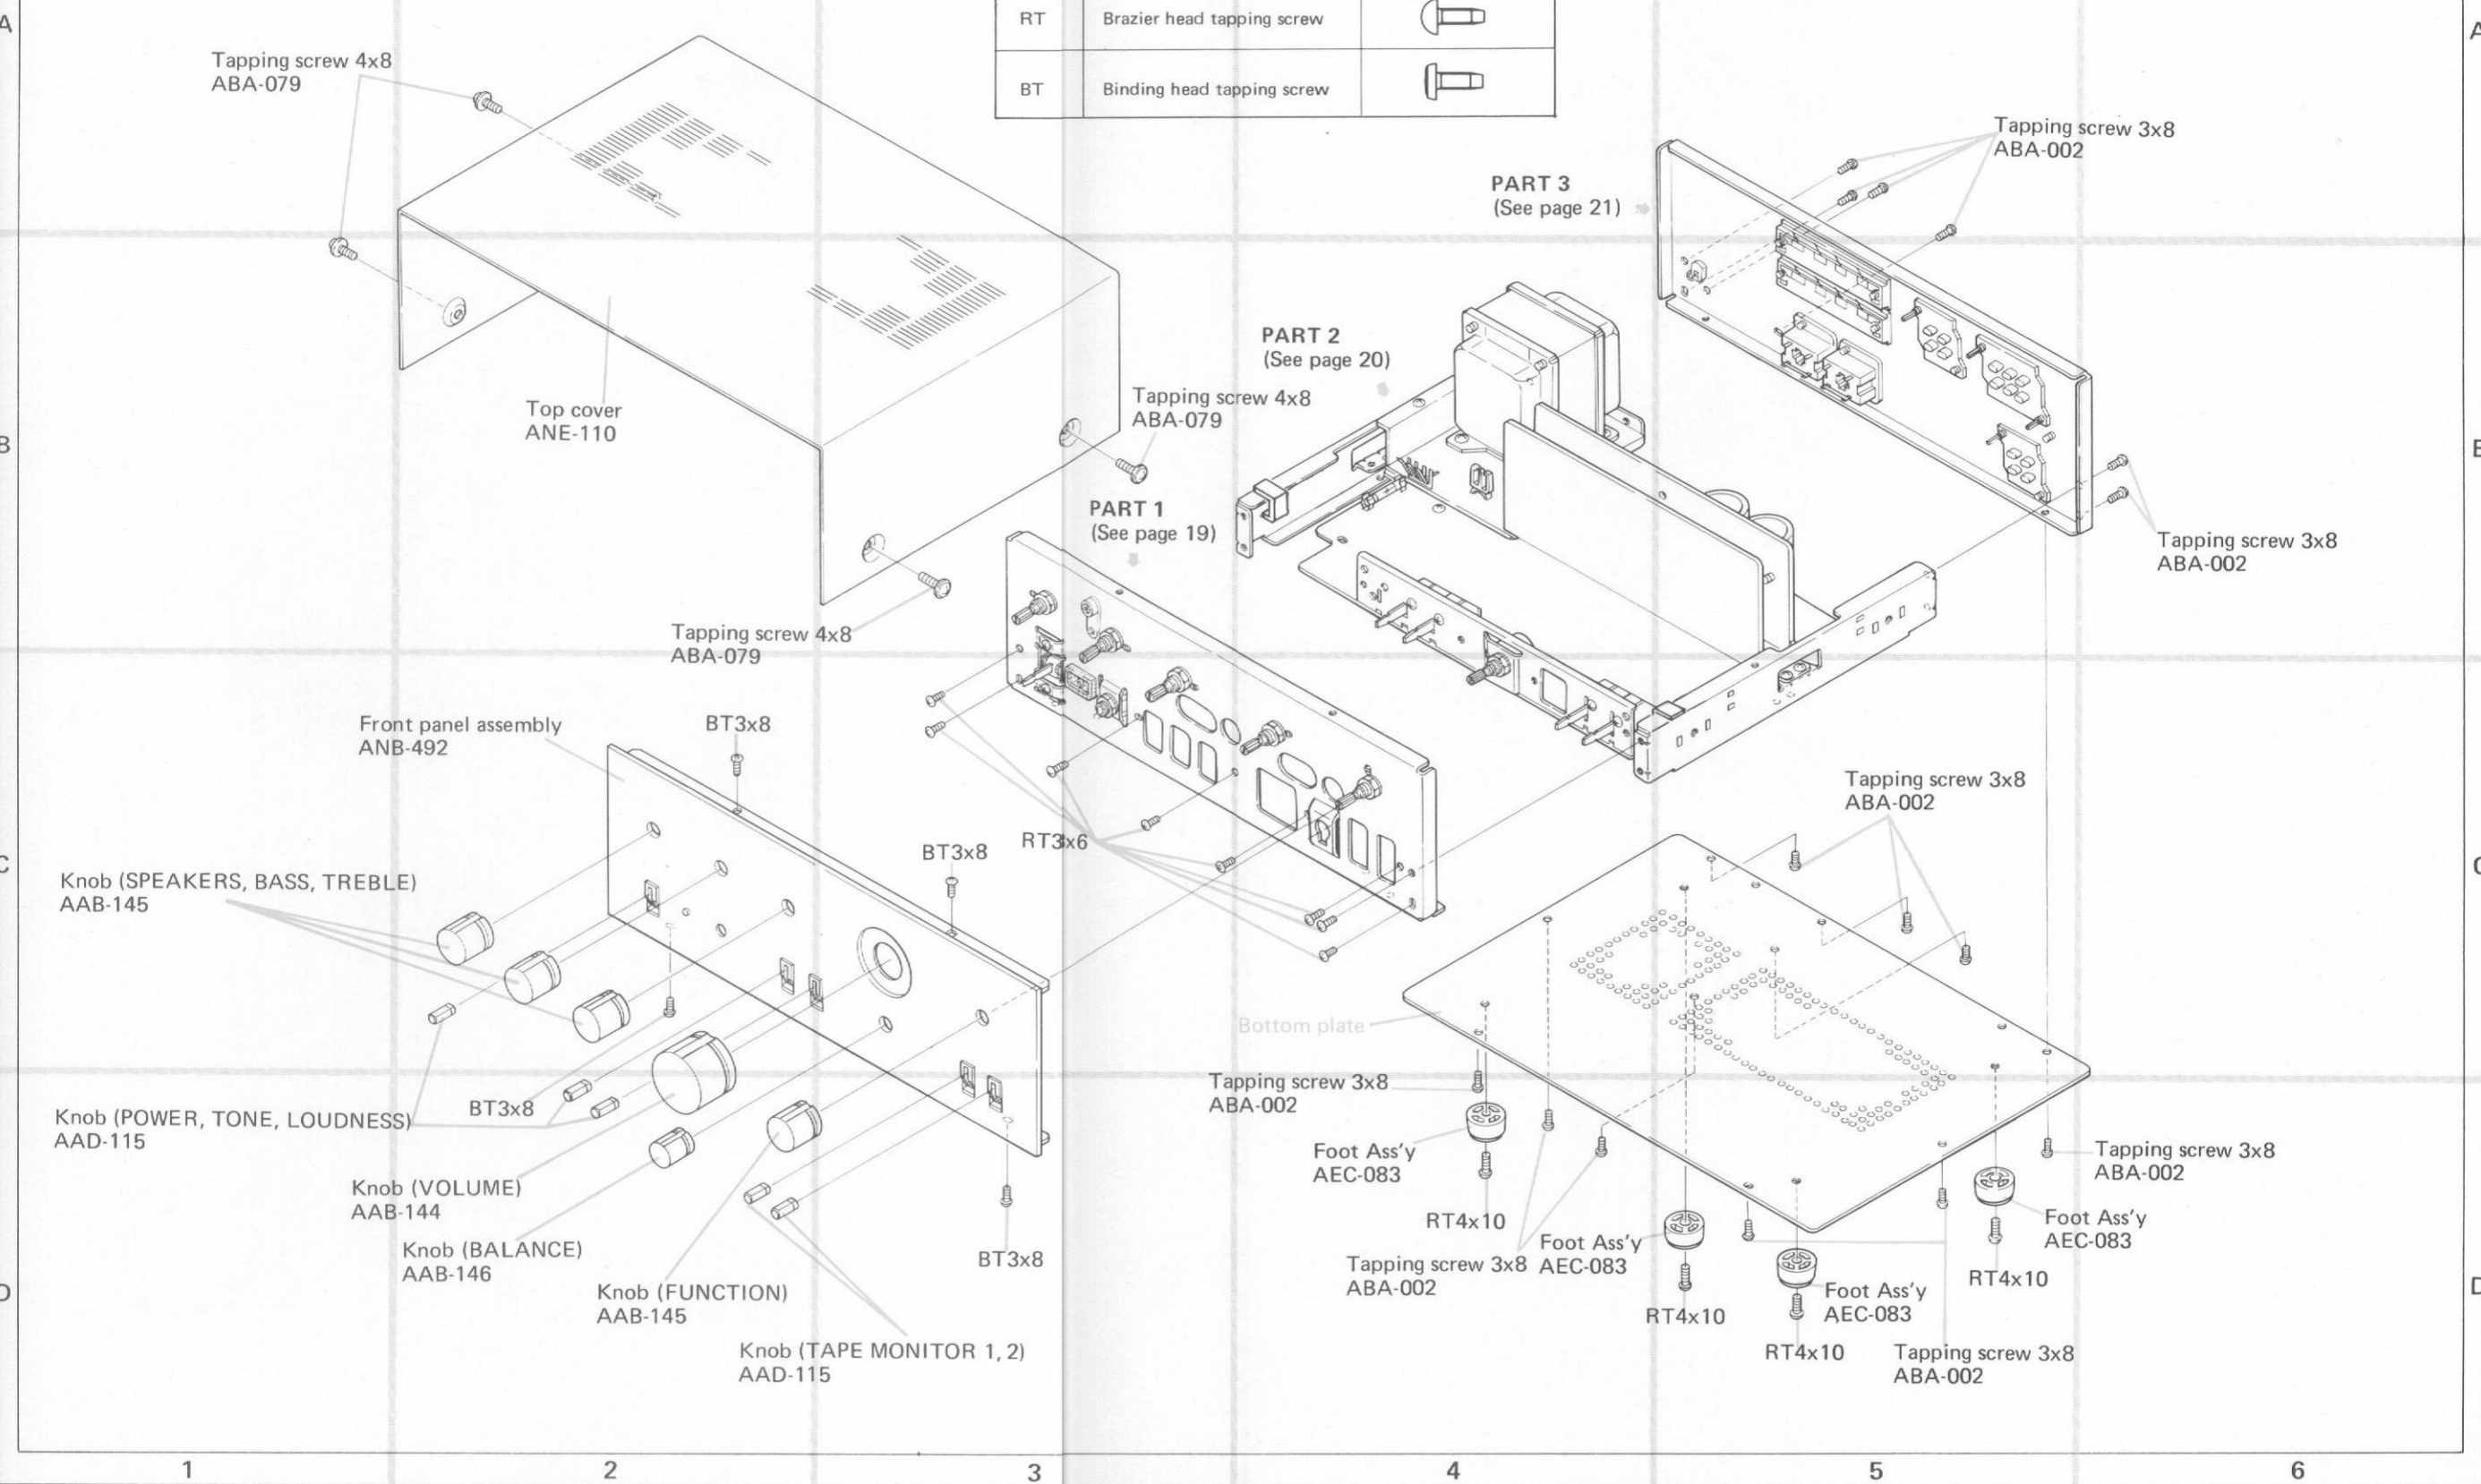 RT Brazier head tapping screw
BT Binding head tapping screw
A
A
Tapping screw 4x8
ABA-079
Tapping screw 3x8
ABA-002
PART 3
(See page 21)
PART 2
(See page 20)
Tapping screw 4x8
ABA-079
Top cover
ANE-110
B
B
PART 1
(See page 19)
Tapping screw 3x8
ABA-002
Tapping screw 4x8
ABA-079
Front panel assembly
ANB-492
BT3x8
Tapping screw 3x8
ABA-002
RT3x6
BT3x8
C
C
Knob (SPEAKERS, BASS, TREBLE)
AAB-145
Bottom plate
Tapping screw 3x8
ABA-002
BT3x8
Knob (POWER, TONE, LOUDNESS)
AAD-115
Foot Ass'y
AEC-083
Tapping screw 3x8
ABA-002
Knob (VOLUME)
AAB-144
RT4x10
Foot Ass'y
AEC-083
Knob (BALANCE)
AAB-146
BT3x8
Tapping screw 3x8
ABA-002
Foot Ass'y
AEC-083
RT4x10
Knob (FUNCTION)
AAB-145
D
D
Foot Ass'y
AEC-083
RT4x10
Knob (TAPE MONITOR 1, 2)
AAD-115
RT4x10
Tapping screw 3x8
ABA-002
1 2 3 4 5 6